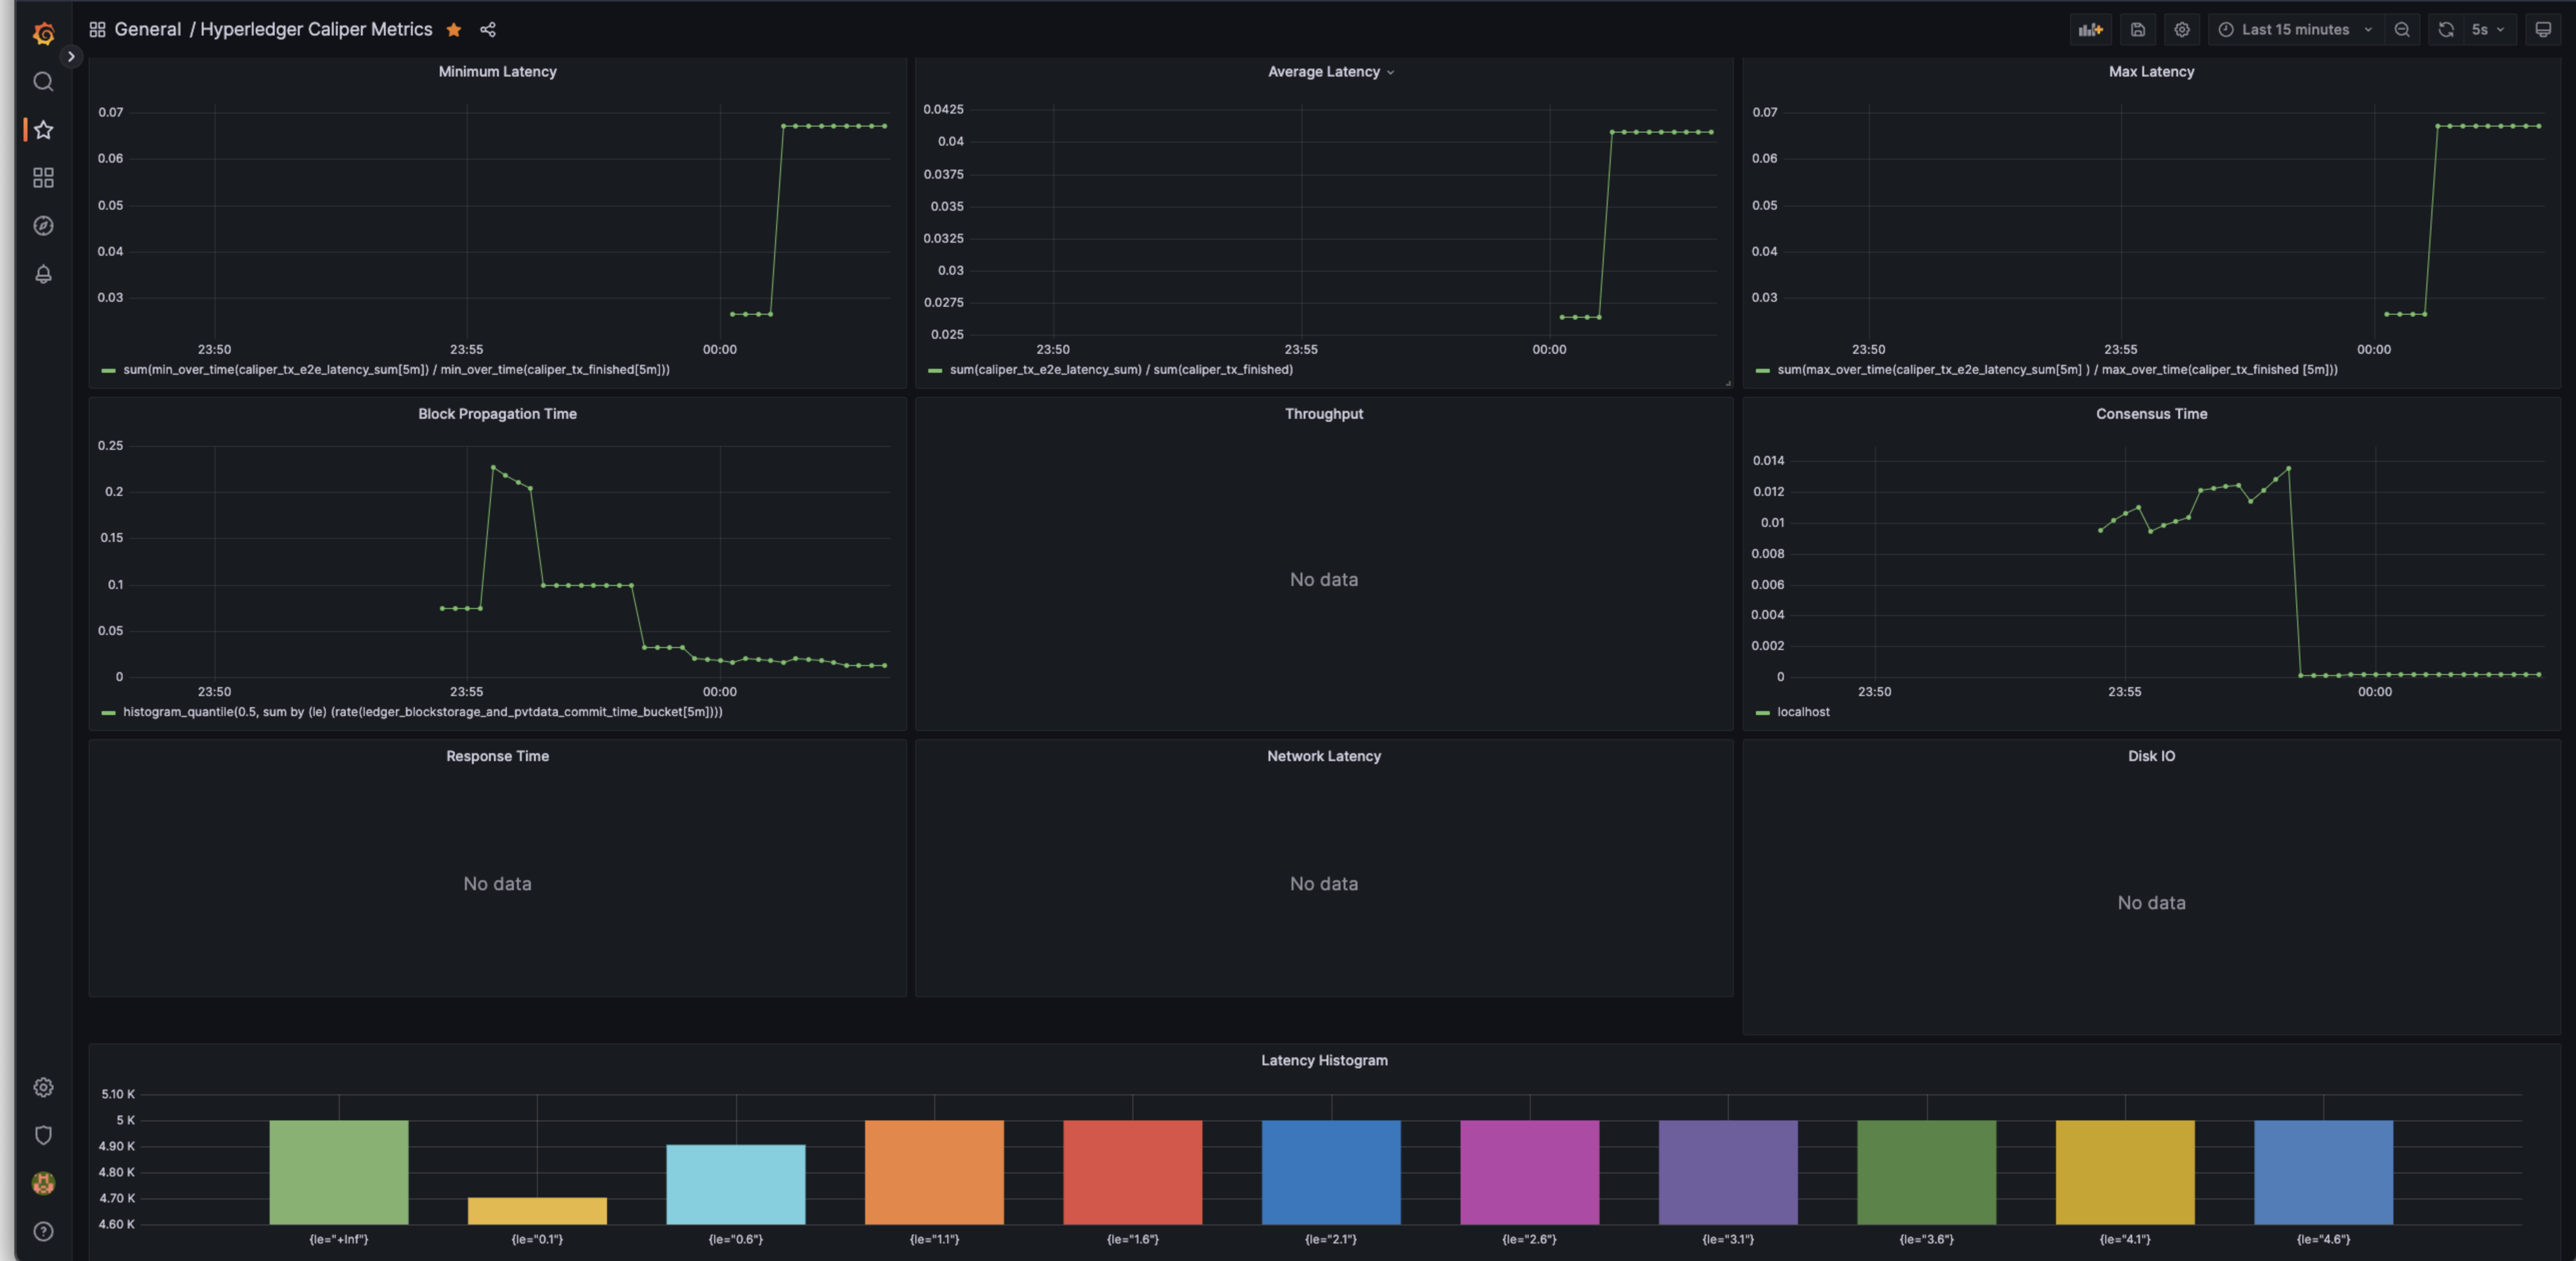 General / Hyperledger Caliper Metrics
Last 15 minutes
5s
Minimum Latency
0.07
0.06
0.05
0.04
0.03
23:50 23:55 00:00
sum(min_over_time(caliper_tx_e2e_latency_sum[5m]) / min_over_time(caliper_tx_finished[5m]))
Average Latency
0.0425
0.04
0.0375
0.035
0.0325
0.03
0.0275
0.025
23:50 23:55 00:00
sum(caliper_tx_e2e_latency_sum) / sum(caliper_tx_finished)
Max Latency
0.07
0.06
0.05
0.04
0.03
23:50 23:55 00:00
sum(max_over_time(caliper_tx_e2e_latency_sum[5m] ) / max_over_time(caliper_tx_finished [5m]))
Block Propagation Time
0.25
0.2
0.15
0.1
0.05
0
23:50 23:55 00:00
histogram_quantile(0.5, sum by (le) (rate(ledger_blockstorage_and_pvtdata_commit_time_bucket[5m])))
Throughput
No data
Consensus Time
0.014
0.012
0.01
0.008
0.006
0.004
0.002
0
23:50 23:55 00:00
localhost
Response Time
No data
Network Latency
No data
Disk IO
No data
Latency Histogram
5.10 K
5 K
4.90 K
4.80 K
4.70 K
4.60 K
{le="+Inf"} {le="0.1"} {le="0.6"} {le="1.1"} {le="1.6"} {le="2.1"} {le="2.6"} {le="3.1"} {le="3.6"} {le="4.1"} {le="4.6"}